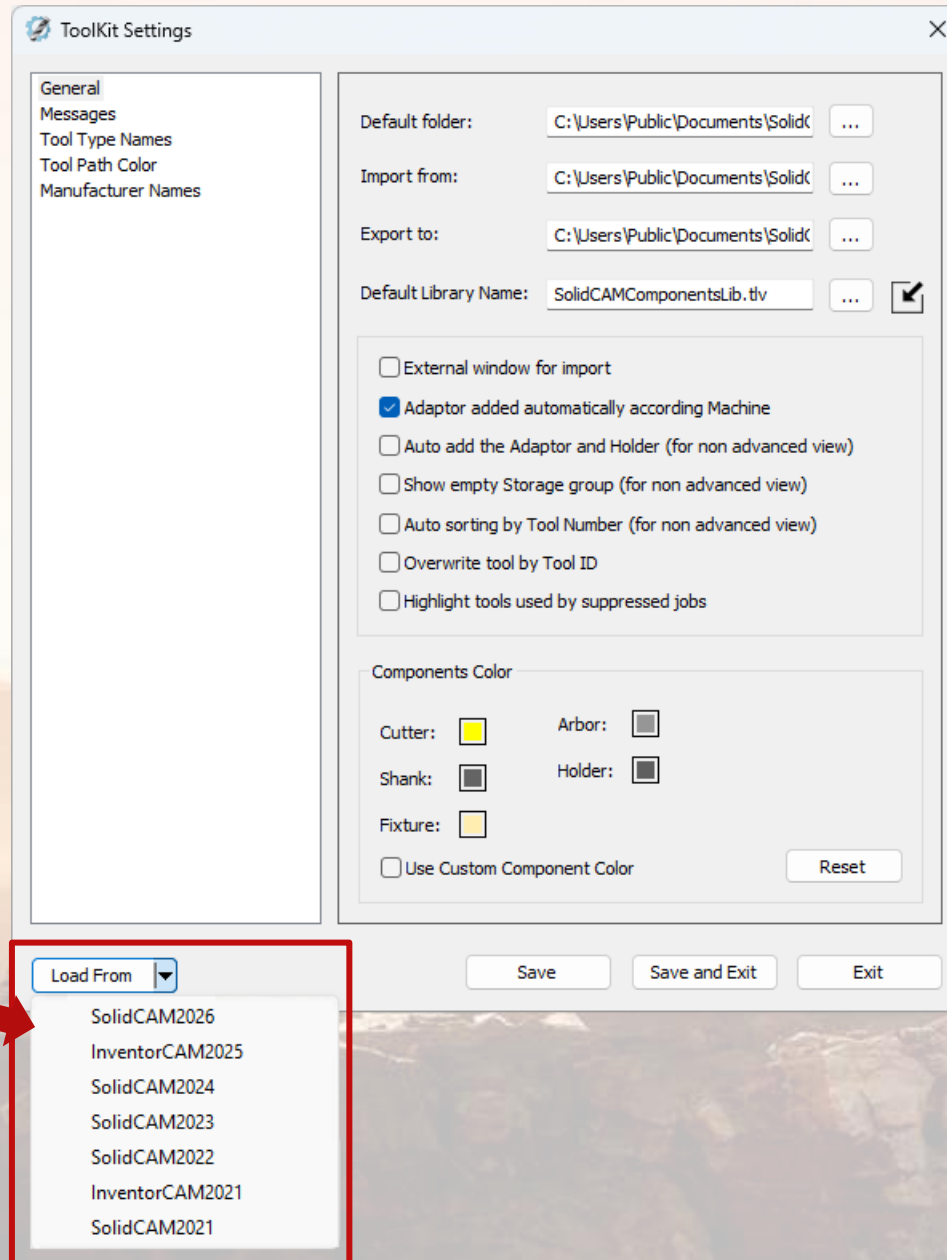 ToolKit Settings
General
Messages
Tool Type Names
Tool Path Color
Manufacturer Names
Default folder: C:\Users\Public\Documents\Solid( ...
Import from: C:\Users\Public\Documents\Solid( ...
Export to: C:\Users\Public\Documents\Solid( ...
Default Library Name: SolidCAMComponentsLib.tlv ...
External window for import
Adaptor added automatically according Machine
Auto add the Adaptor and Holder (for non advanced view)
Show empty Storage group (for non advanced view)
Auto sorting by Tool Number (for non advanced view)
Overwrite tool by Tool ID
Highlight tools used by suppressed jobs
Components Color
Cutter: Arbor:
Shank: Holder:
Fixture:
Use Custom Component Color Reset
Load From Save Save and Exit Exit
SolidCAM2026
InventorCAM2025
SolidCAM2024
SolidCAM2023
SolidCAM2022
InventorCAM2021
SolidCAM2021